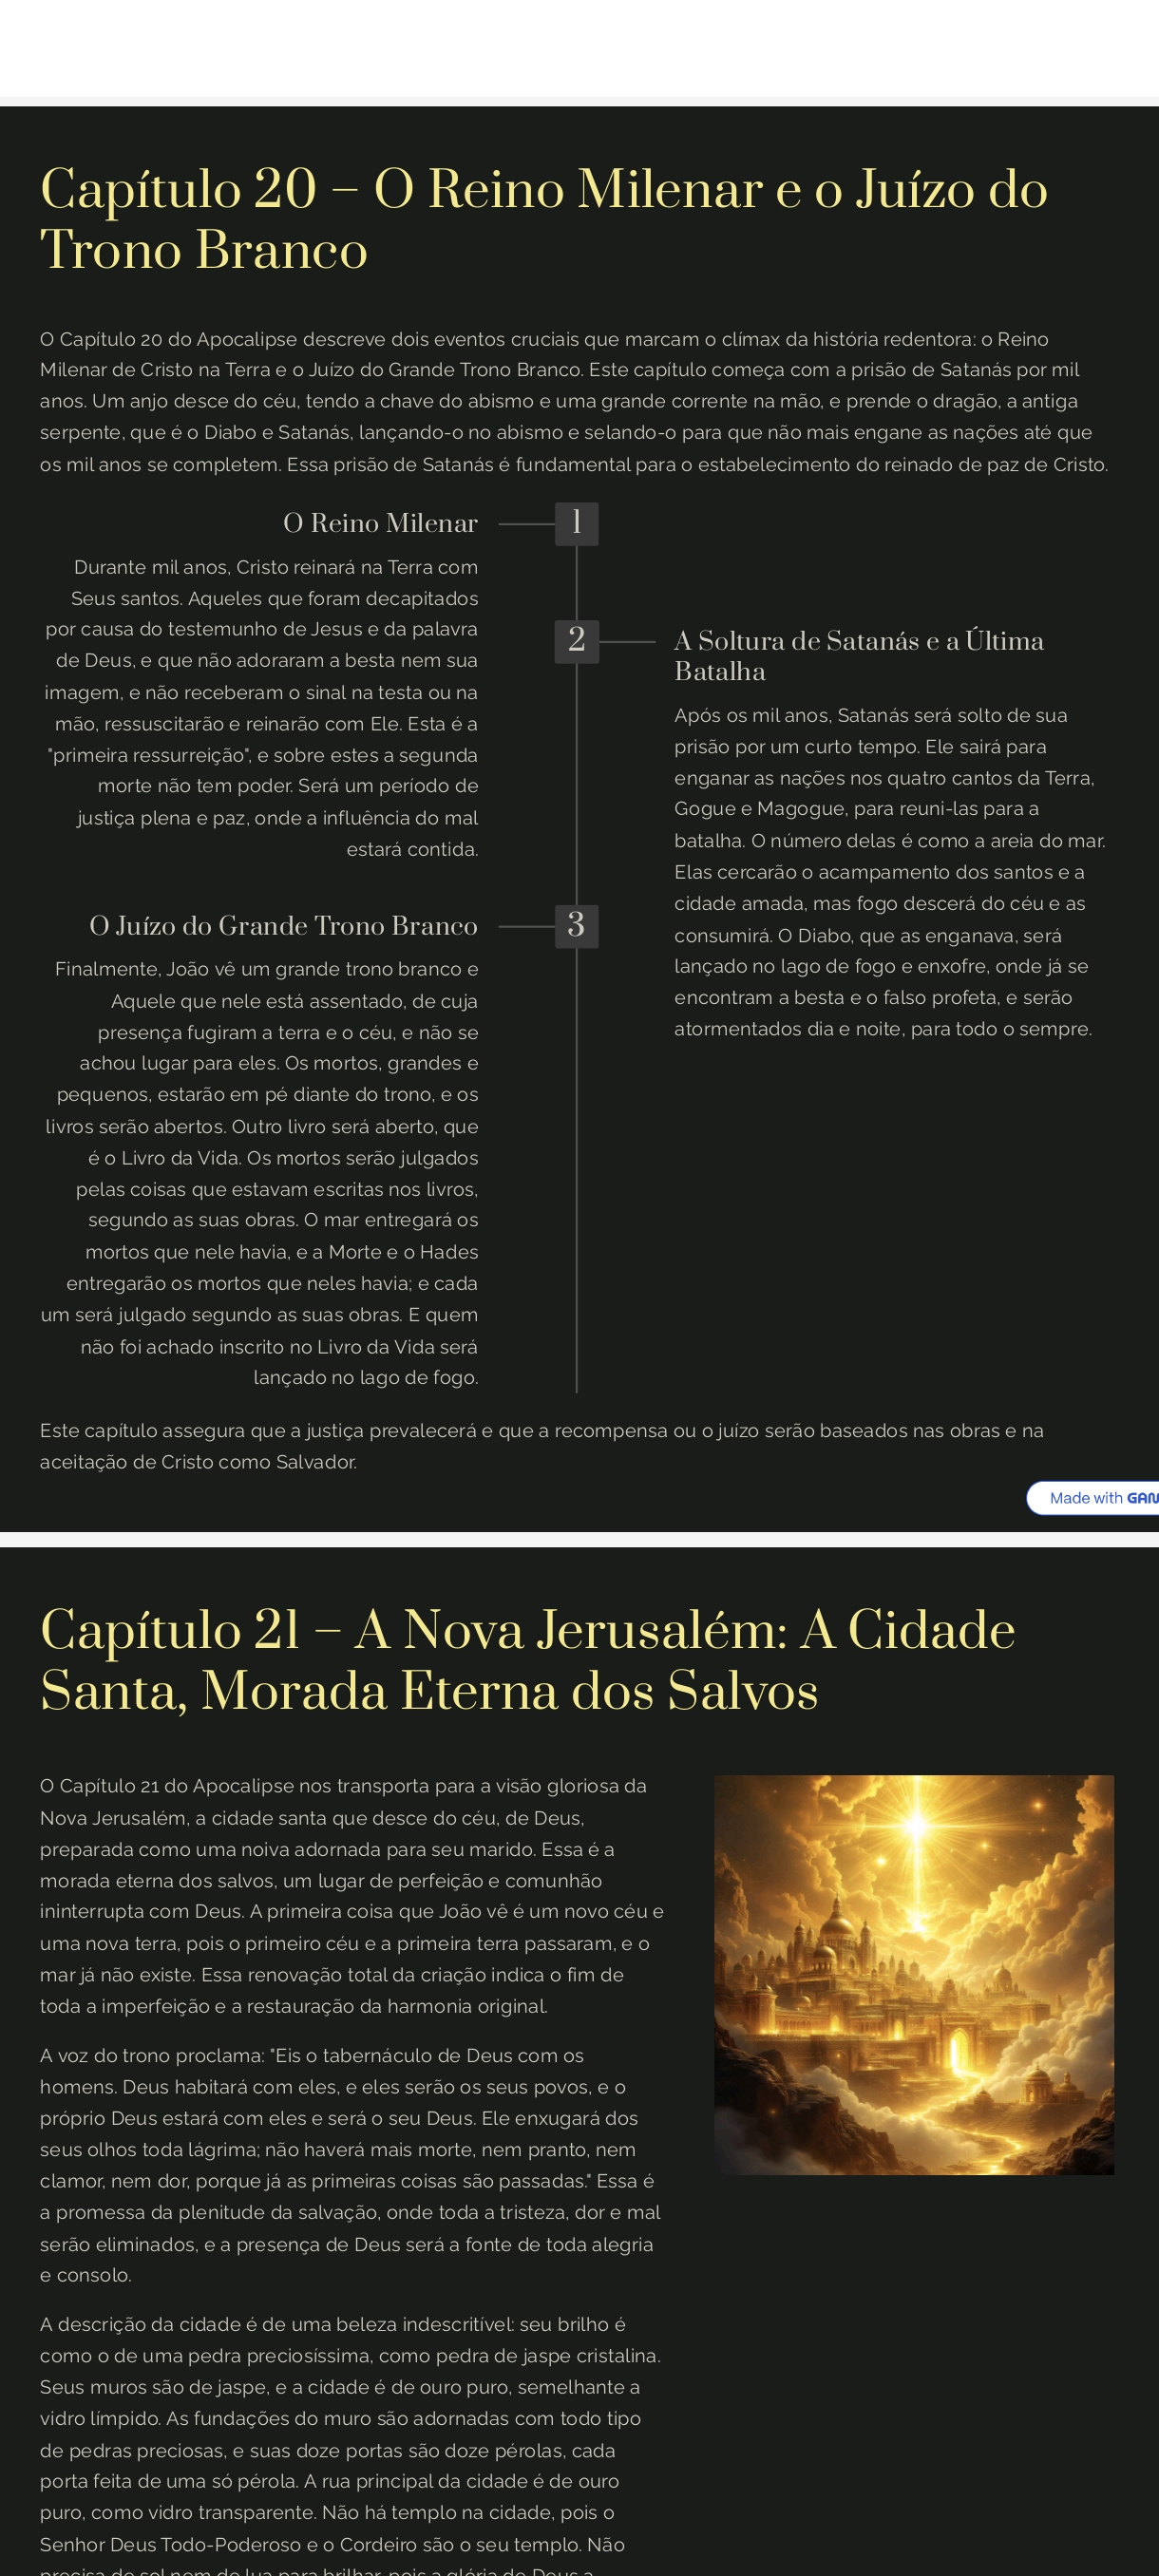 Capítulo 20 – O Reino Milenar e o Juízo do
Trono Branco
O Capítulo 20 do Apocalipse descreve dois eventos cruciais que marcam o clímax da história redentora: o Reino
Milenar de Cristo na Terra e o Juízo do Grande Trono Branco. Este capítulo começa com a prisão de Satanás por mil
anos. Um anjo desce do céu, tendo a chave do abismo e uma grande corrente na mão, e prende o dragão, a antiga
serpente, que é o Diabo e Satanás, lançando-o no abismo e selando-o para que não mais engane as nações até que
os mil anos se completem. Essa prisão de Satanás é fundamental para o estabelecimento do reinado de paz de Cristo.
1
O Reino Milenar
Durante mil anos, Cristo reinará na Terra com
Seus santos. Aqueles que foram decapitados
por causa do testemunho de Jesus e da palavra
de Deus, e que não adoraram a besta nem sua
imagem, e não receberam o sinal na testa ou na
mão, ressuscitarão e reinarão com Ele. Esta é a
"primeira ressurreição", e sobre estes a segunda
morte não tem poder. Será um período de
justiça plena e paz, onde a influência do mal
estará contida.
2
A Soltura de Satanás e a Última
Batalha
Após os mil anos, Satanás será solto de sua
prisão por um curto tempo. Ele sairá para
enganar as nações nos quatro cantos da Terra,
Gogue e Magogue, para reuni-las para a
batalha. O número delas é como a areia do mar.
Elas cercarão o acampamento dos santos e a
cidade amada, mas fogo descerá do céu e as
consumirá. O Diabo, que as enganava, será
lançado no lago de fogo e enxofre, onde já se
encontram a besta e o falso profeta, e serão
atormentados dia e noite, para todo o sempre.
3
O Juízo do Grande Trono Branco
Finalmente, João vê um grande trono branco e
Aquele que nele está assentado, de cuja
presença fugiram a terra e o céu, e não se
achou lugar para eles. Os mortos, grandes e
pequenos, estarão em pé diante do trono, e os
livros serão abertos. Outro livro será aberto, que
é o Livro da Vida. Os mortos serão julgados
pelas coisas que estavam escritas nos livros,
segundo as suas obras. O mar entregará os
mortos que nele havia, e a Morte e o Hades
entregarão os mortos que neles havia; e cada
um será julgado segundo as suas obras. E quem
não foi achado inscrito no Livro da Vida será
lançado no lago de fogo.
Este capítulo assegura que a justiça prevalecerá e que a recompensa ou o juízo serão baseados nas obras e na
aceitação de Cristo como Salvador.
Made with
Capítulo 21 – A Nova Jerusalém: A Cidade
Santa, Morada Eterna dos Salvos
O Capítulo 21 do Apocalipse nos transporta para a visão gloriosa da
Nova Jerusalém, a cidade santa que desce do céu, de Deus,
preparada como uma noiva adornada para seu marido. Essa é a
morada eterna dos salvos, um lugar de perfeição e comunhão
ininterrupta com Deus. A primeira coisa que João vê é um novo céu e
uma nova terra, pois o primeiro céu e a primeira terra passaram, e o
mar já não existe. Essa renovação total da criação indica o fim de
toda a imperfeição e a restauração da harmonia original.
A voz do trono proclama: "Eis o tabernáculo de Deus com os
homens. Deus habitará com eles, e eles serão os seus povos, e o
próprio Deus estará com eles e será o seu Deus. Ele enxugará dos
seus olhos toda lágrima; não haverá mais morte, nem pranto, nem
clamor, nem dor, porque já as primeiras coisas são passadas." Essa é
a promessa da plenitude da salvação, onde toda a tristeza, dor e mal
serão eliminados, e a presença de Deus será a fonte de toda alegria
e consolo.
A descrição da cidade é de uma beleza indescritível: seu brilho é
como o de uma pedra preciosíssima, como pedra de jaspe cristalina.
Seus muros são de jaspe, e a cidade é de ouro puro, semelhante a
vidro límpido. As fundações do muro são adornadas com todo tipo
de pedras preciosas, e suas doze portas são doze pérolas, cada
porta feita de uma só pérola. A rua principal da cidade é de ouro
puro, como vidro transparente. Não há templo na cidade, pois o
Senhor Deus Todo-Poderoso e o Cordeiro são o seu templo. Não
precisa de sol nem de lua para brilhar, pois a glória de Deus a